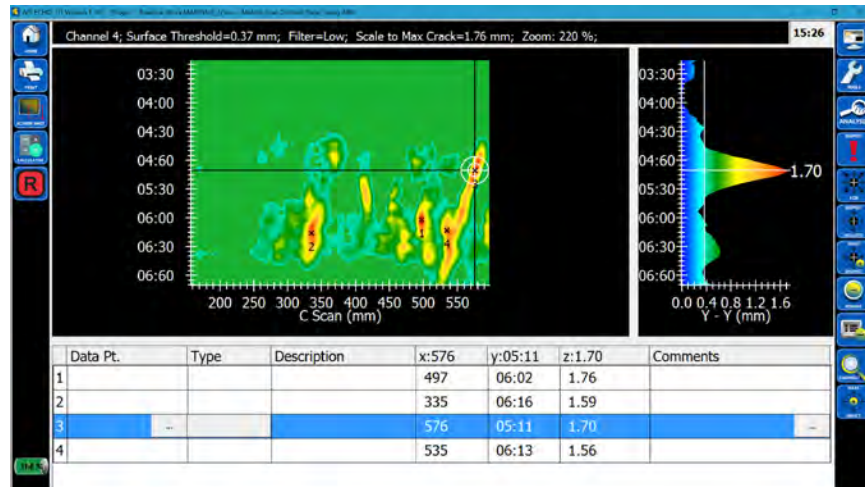 Channel 4; Surface Threshold=0.37 mm; Filter=Low; Scale to Max Crack=1.76 mm; Zoom: 220 %;
15:26
03:30
04:00
04:30
04:60
05:30
06:00
06:30
06:60
200 250 300 350 400 450 500 550
C Scan (mm)
03:30
04:00
04:30
04:60
05:30
06:00
06:30
06:60
1.70
0.0 0.4 0.8 1.2 1.6
Y - Y (mm)
1
2
4
R
Data Pt. Type Description x:576 y:05:11 z:1.70 Comments
1 497 06:02 1.76
2 335 06:16 1.59
3 ... 576 05:11 1.70 ...
4 535 06:13 1.56